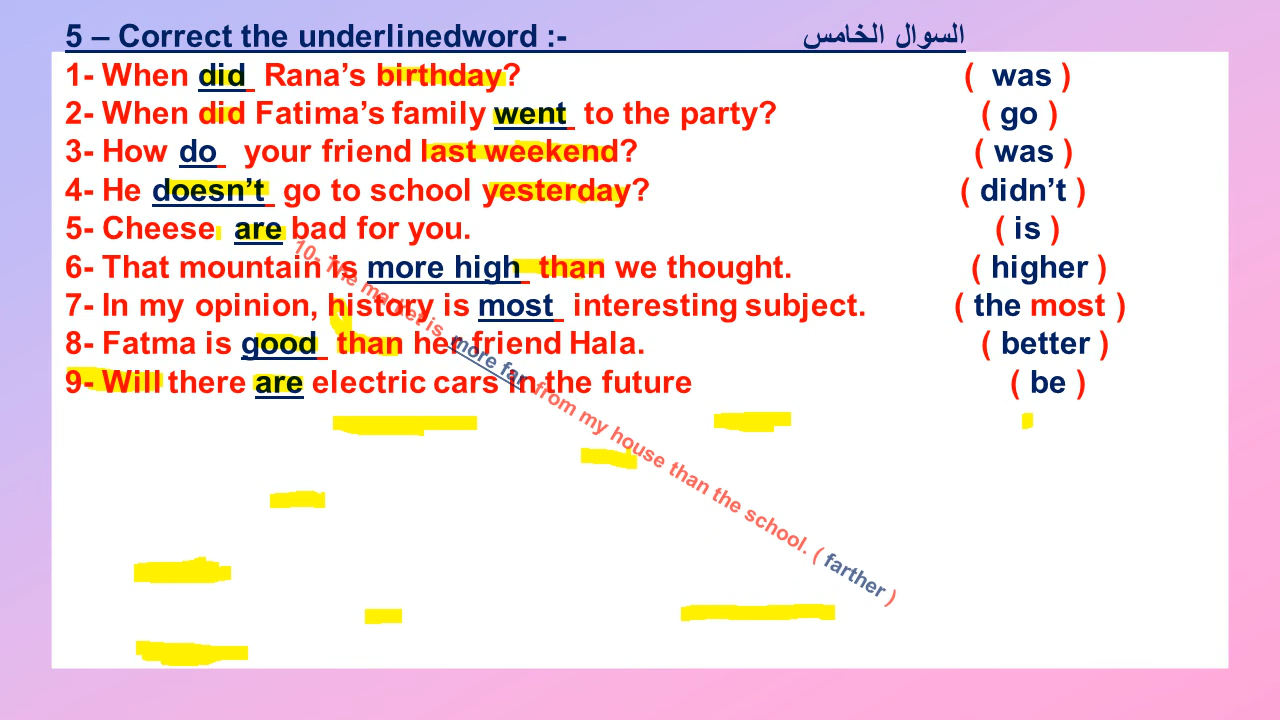 5 – Correct the underlinedword :- السوال الخامس
1- When did Rana’s birthday? ( was )
2- When did Fatima’s family went to the party? ( go )
3- How do your friend last weekend? ( was )
4- He doesn’t go to school yesterday? ( didn’t )
5- Cheese are bad for you. ( is )
6- That mountain is more high than we thought. ( higher )
7- In my opinion, history is most interesting subject. ( the most )
8- Fatma is good than her friend Hala. ( better )
9- Will there are electric cars in the future ( be )
10- The market is more far from my house than the school. ( farther )